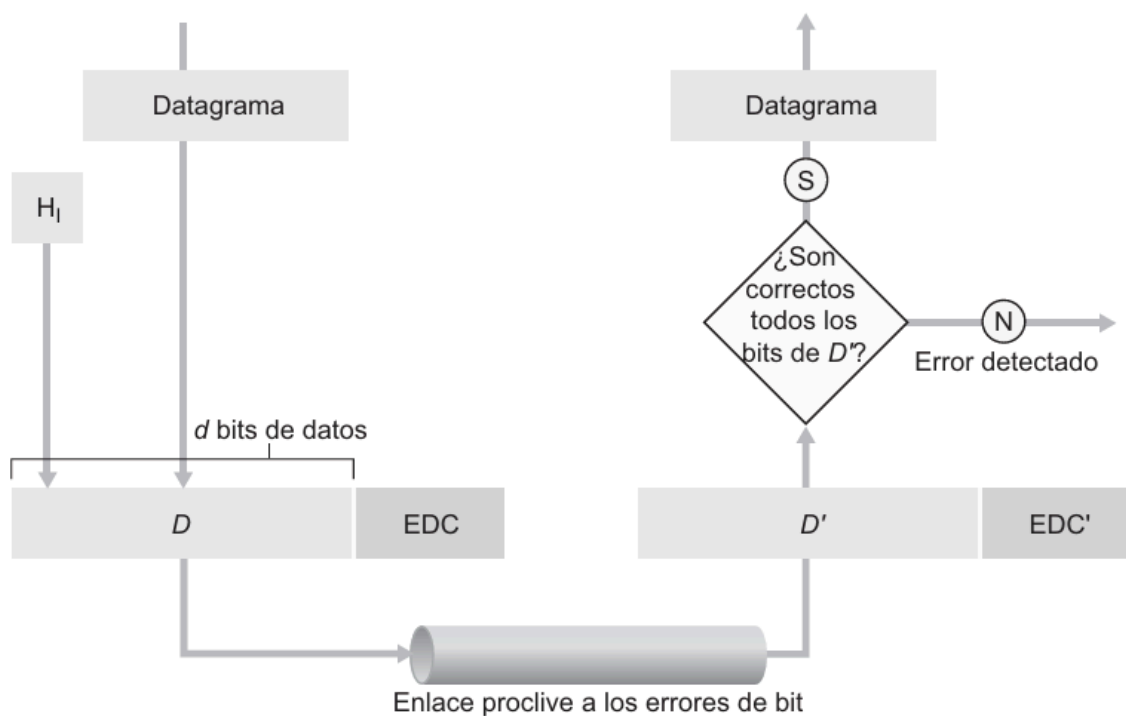 Datagrama
Datagrama
H_l
S
¿Son
correctos
todos los
bits de D'?
N
Error detectado
d bits de datos
D
EDC
D'
EDC'
Enlace proclive a los errores de bit